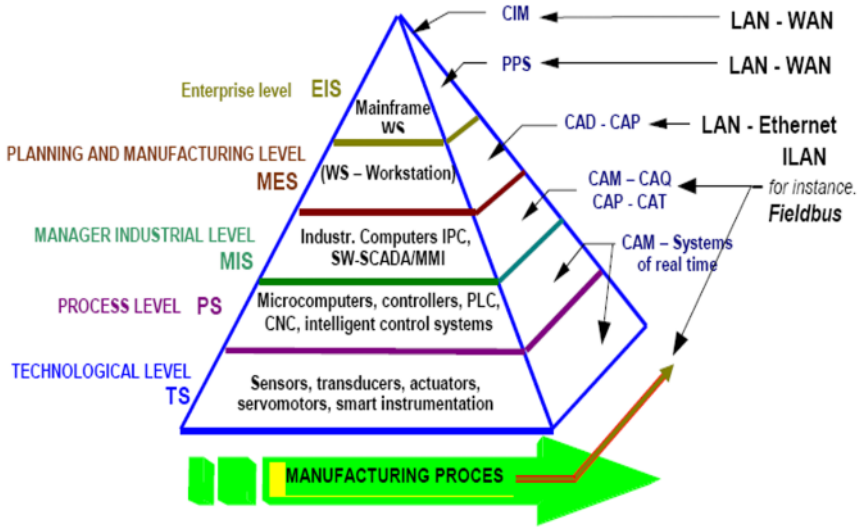 CIM
LAN - WAN
PPS
LAN - WAN
Enterprise level EIS
Mainframe
WS
CAD - CAP
LAN - Ethernet
ILAN
for instance.
Fieldbus
PLANNING AND MANUFACTURING LEVEL
MES
(WS – Workstation)
CAM – CAQ
CAP - CAT
MANAGER INDUSTRIAL LEVEL
MIS
Industr. Computers IPC,
SW-SCADA/MMI
CAM – Systems
of real time
PROCESS LEVEL PS
Microcomputers, controllers, PLC,
CNC, intelligent control systems
TECHNOLOGICAL LEVEL
TS
Sensors, transducers, actuators,
servomotors, smart instrumentation
MANUFACTURING PROCES